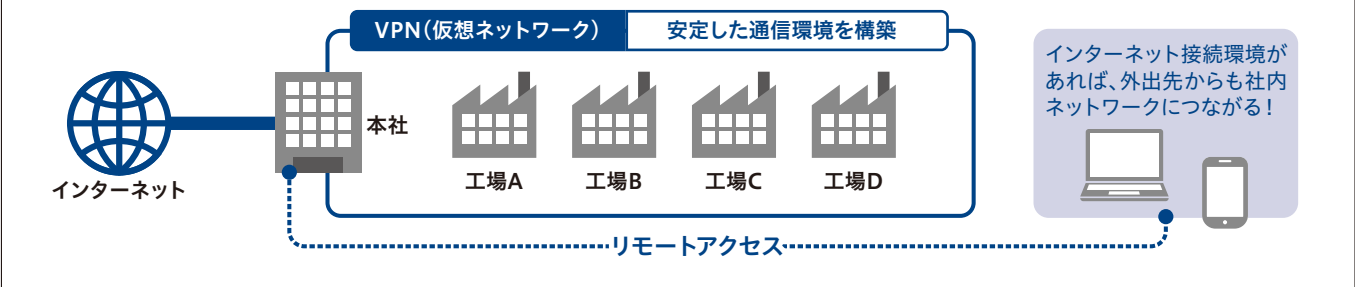 VPN(仮想ネットワーク)
安定した通信環境を構築
インターネット接続環境が
あれば、外出先からも社内
ネットワークにつながる!
本社
インターネット
工場A
工場B
工場C
工場D
リモートアクセス